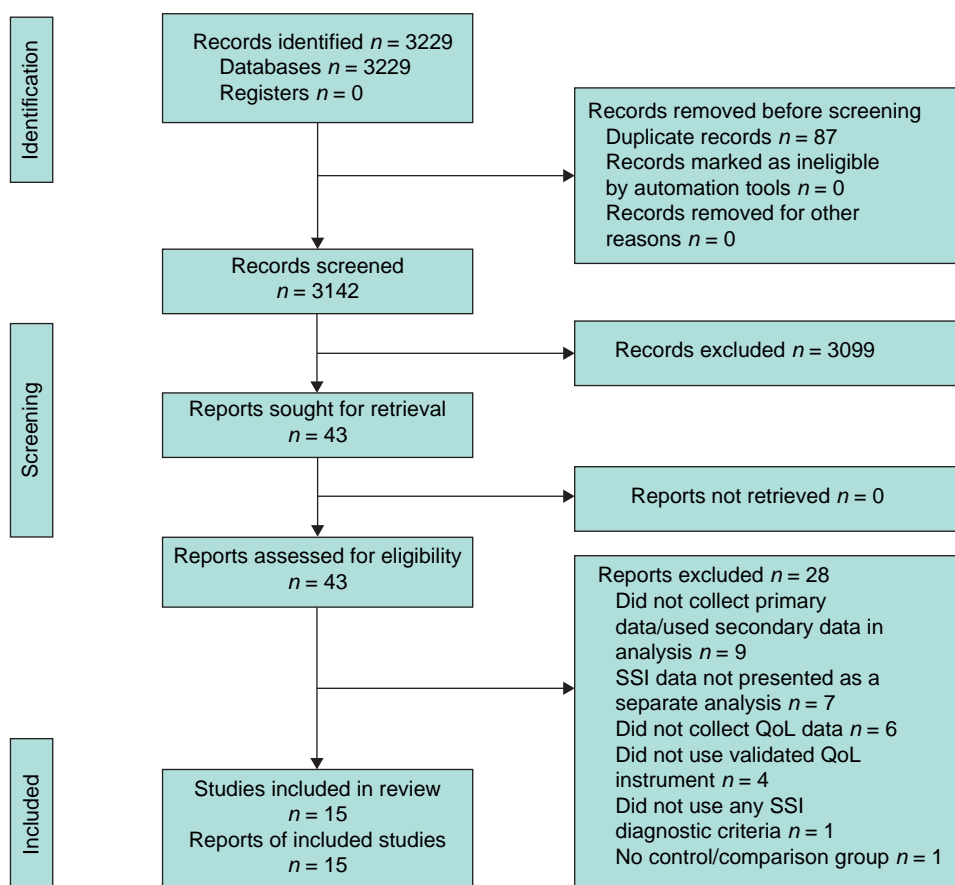 Identification
Records identified n = 3229
Databases n = 3229
Registers n = 0
Records removed before screening
Duplicate records n = 87
Records marked as ineligible
by automation tools n = 0
Records removed for other
reasons n = 0
Records screened
n = 3142
Screening
Records excluded n = 3099
Reports sought for retrieval
n = 43
Reports not retrieved n = 0
Reports assessed for eligibility
n = 43
Reports excluded n = 28
Did not collect primary
data/used secondary data in
analysis n = 9
SSI data not presented as a
separate analysis n = 7
Did not collect QoL data n = 6
Did not use validated QoL
instrument n = 4
Did not use any SSI
diagnostic criteria n = 1
No control/comparison group n = 1
Included
Studies included in review
n = 15
Reports of included studies
n = 15